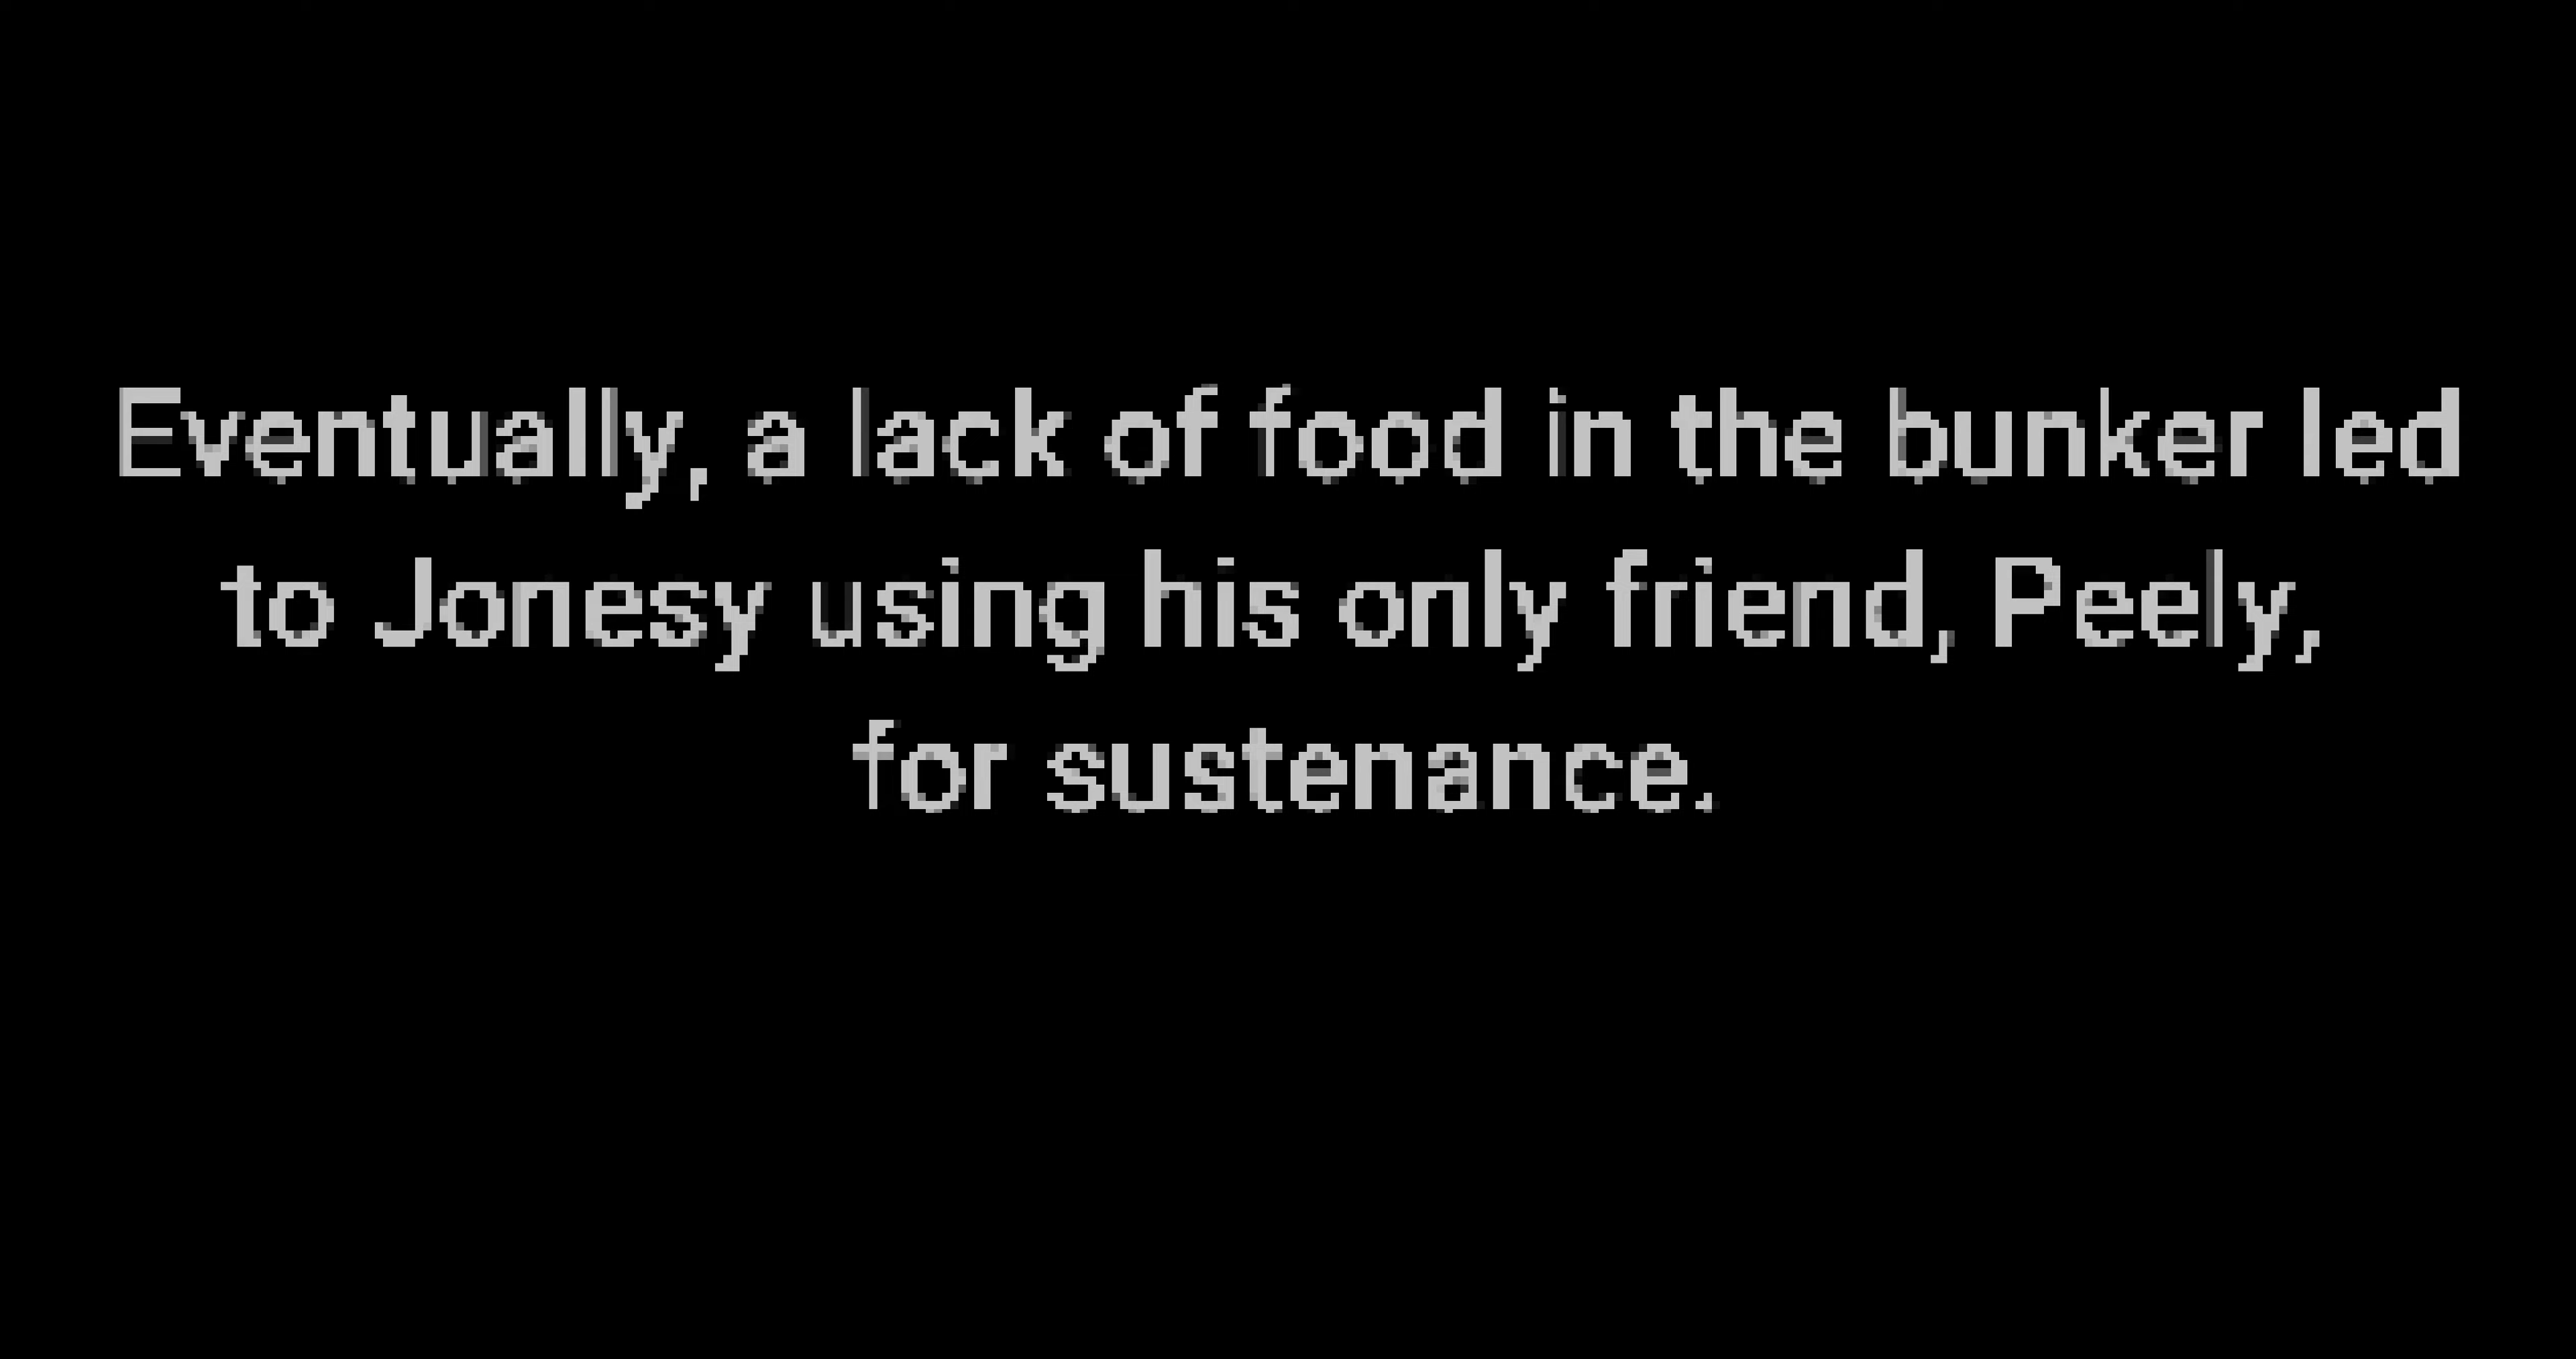 Eventually, a lack of food in the bunker led
to Jonesy using his only friend, Peely,
for sustenance.